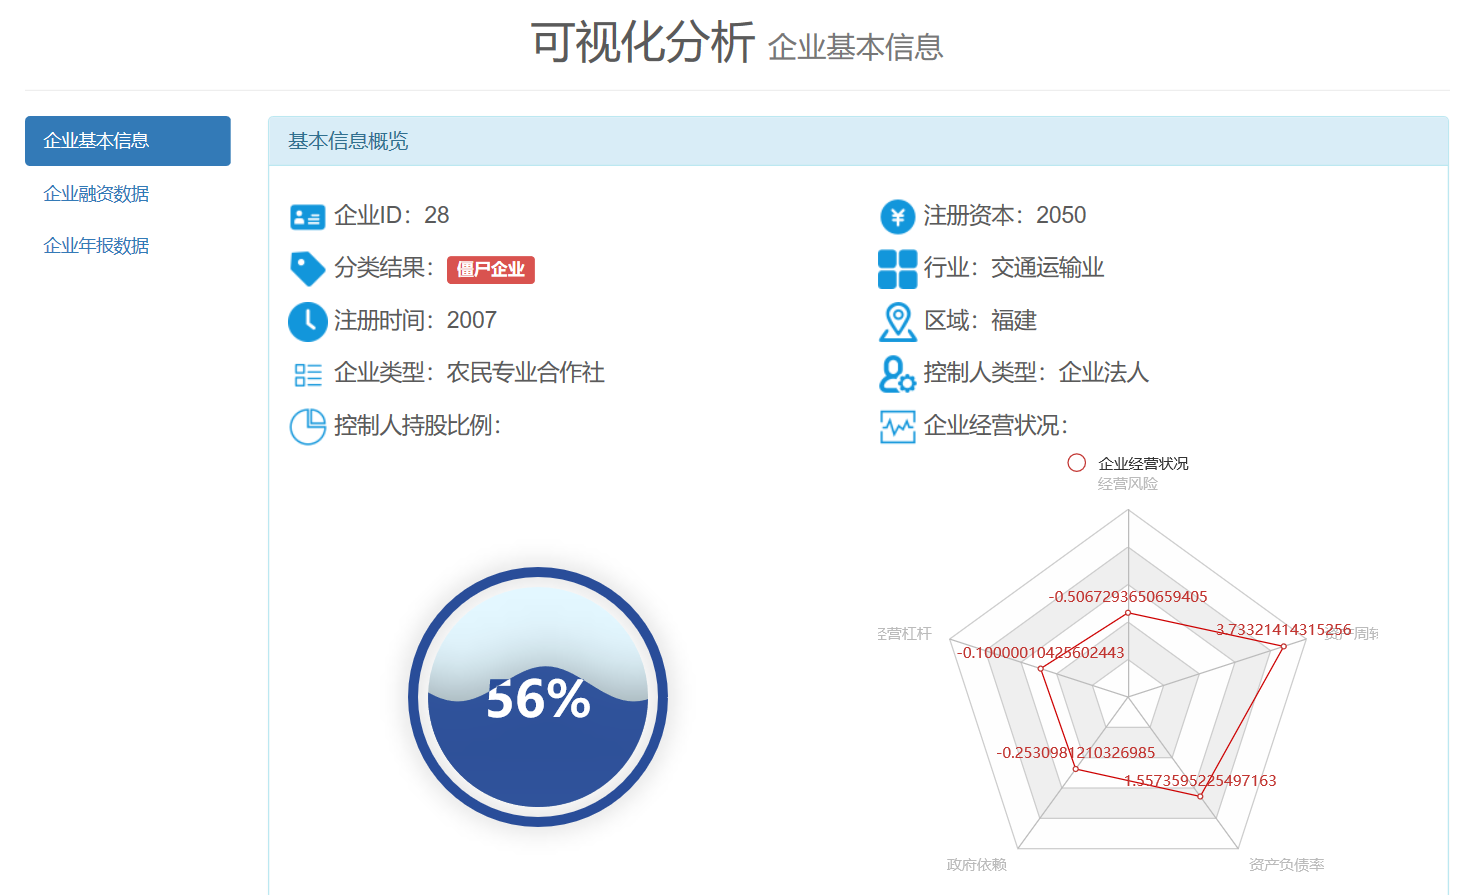 可视化分析 企业基本信息
企业基本信息
企业融资数据
企业年报数据
基本信息概览
企业ID：28
注册资本：2050
分类结果：僵尸企业
行业：交通运输业
注册时间：2007
区域：福建
企业类型：农民专业合作社
控制人类型：企业法人
控制人持股比例：
企业经营状况：
56%
企业经营状况
经营风险
-0.5067293650659405
经营杠杆
3.73321414315256
资产周转
-0.10000010425602443
-0.2530981210326985
1.5573595225497163
政府依赖
资产负债率